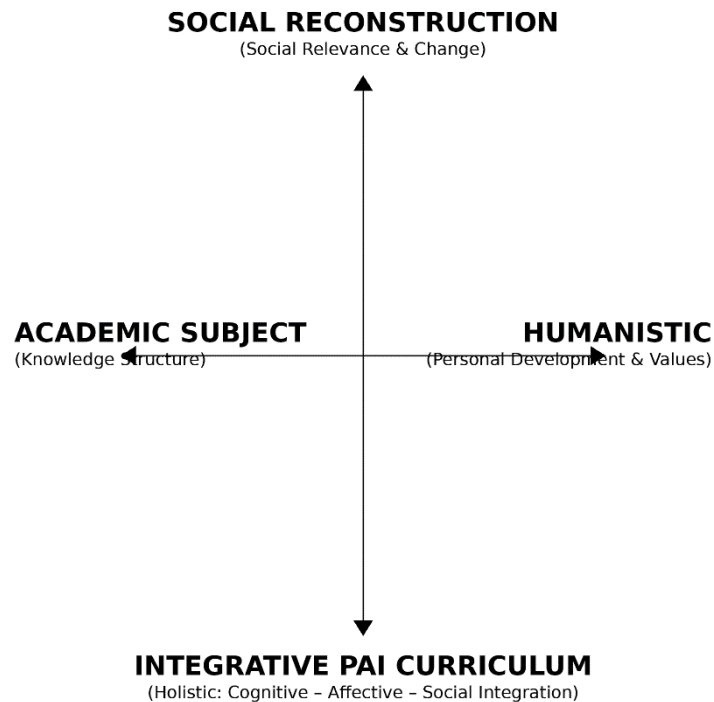 SOCIAL RECONSTRUCTION
(Social Relevance & Change)
ACADEMIC SUBJECT
(Knowledge Structure)
HUMANISTIC
(Personal Development & Values)
INTEGRATIVE PAI CURRICULUM
(Holistic: Cognitive – Affective – Social Integration)